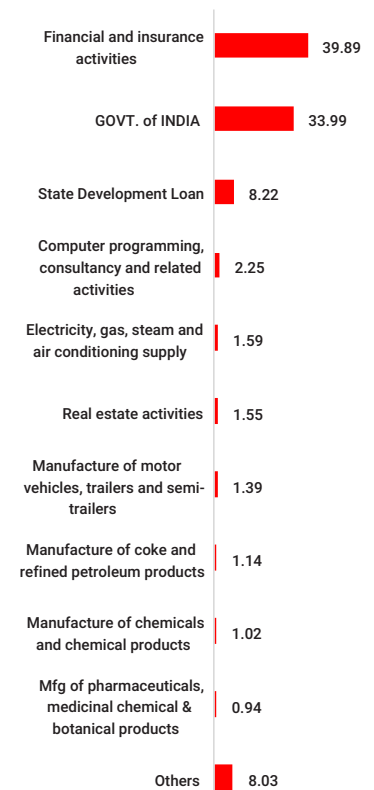 Financial and insurance
activities
39.89
GOVT. of INDIA
33.99
State Development Loan
8.22
Computer programming,
consultancy and related
activities
2.25
Electricity, gas, steam and
air conditioning supply
1.59
Real estate activities
1.55
Manufacture of motor
vehicles, trailers and semi-
trailers
1.39
Manufacture of coke and
refined petroleum products
1.14
Manufacture of chemicals
and chemical products
1.02
Mfg of pharmaceuticals,
medicinal chemical &
botanical products
0.94
Others
8.03